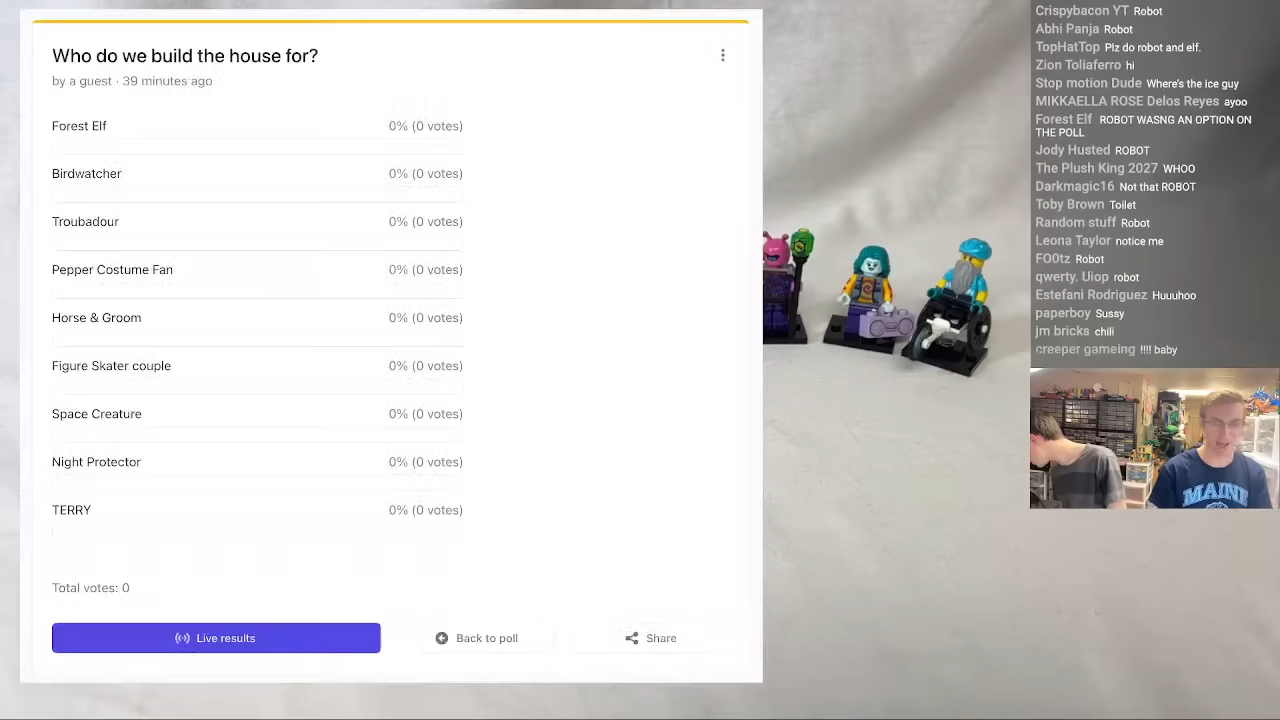 Who do we build the house for?
by a guest · 39 minutes ago
Forest Elf 0% (0 votes)
Birdwatcher 0% (0 votes)
Troubadour 0% (0 votes)
Pepper Costume Fan 0% (0 votes)
Horse & Groom 0% (0 votes)
Figure Skater couple 0% (0 votes)
Space Creature 0% (0 votes)
Night Protector 0% (0 votes)
TERRY 0% (0 votes)
Total votes: 0
Live results
Back to poll
Share
Crispybacon YT Robot
Abhi Panja Robot
TopHatTop Plz do robot and elf.
Zion Toliaferro hi
Stop motion Dude Where's the ice guy
MIKKAELLA ROSE Delos Reyes ayoo
Forest Elf ROBOT WASNG AN OPTION ON
THE POLL
Jody Husted ROBOT
The Plush King 2027 WHOO
Darkmagic16 Not that ROBOT
Toby Brown Toilet
Random stuff Robot
Leona Taylor notice me
FO0tz Robot
qwerty. Uiop robot
Estefani Rodriguez Huuuhoo
paperboy Sussy
jm bricks chili
creeper gameing !!!! baby
MAINE